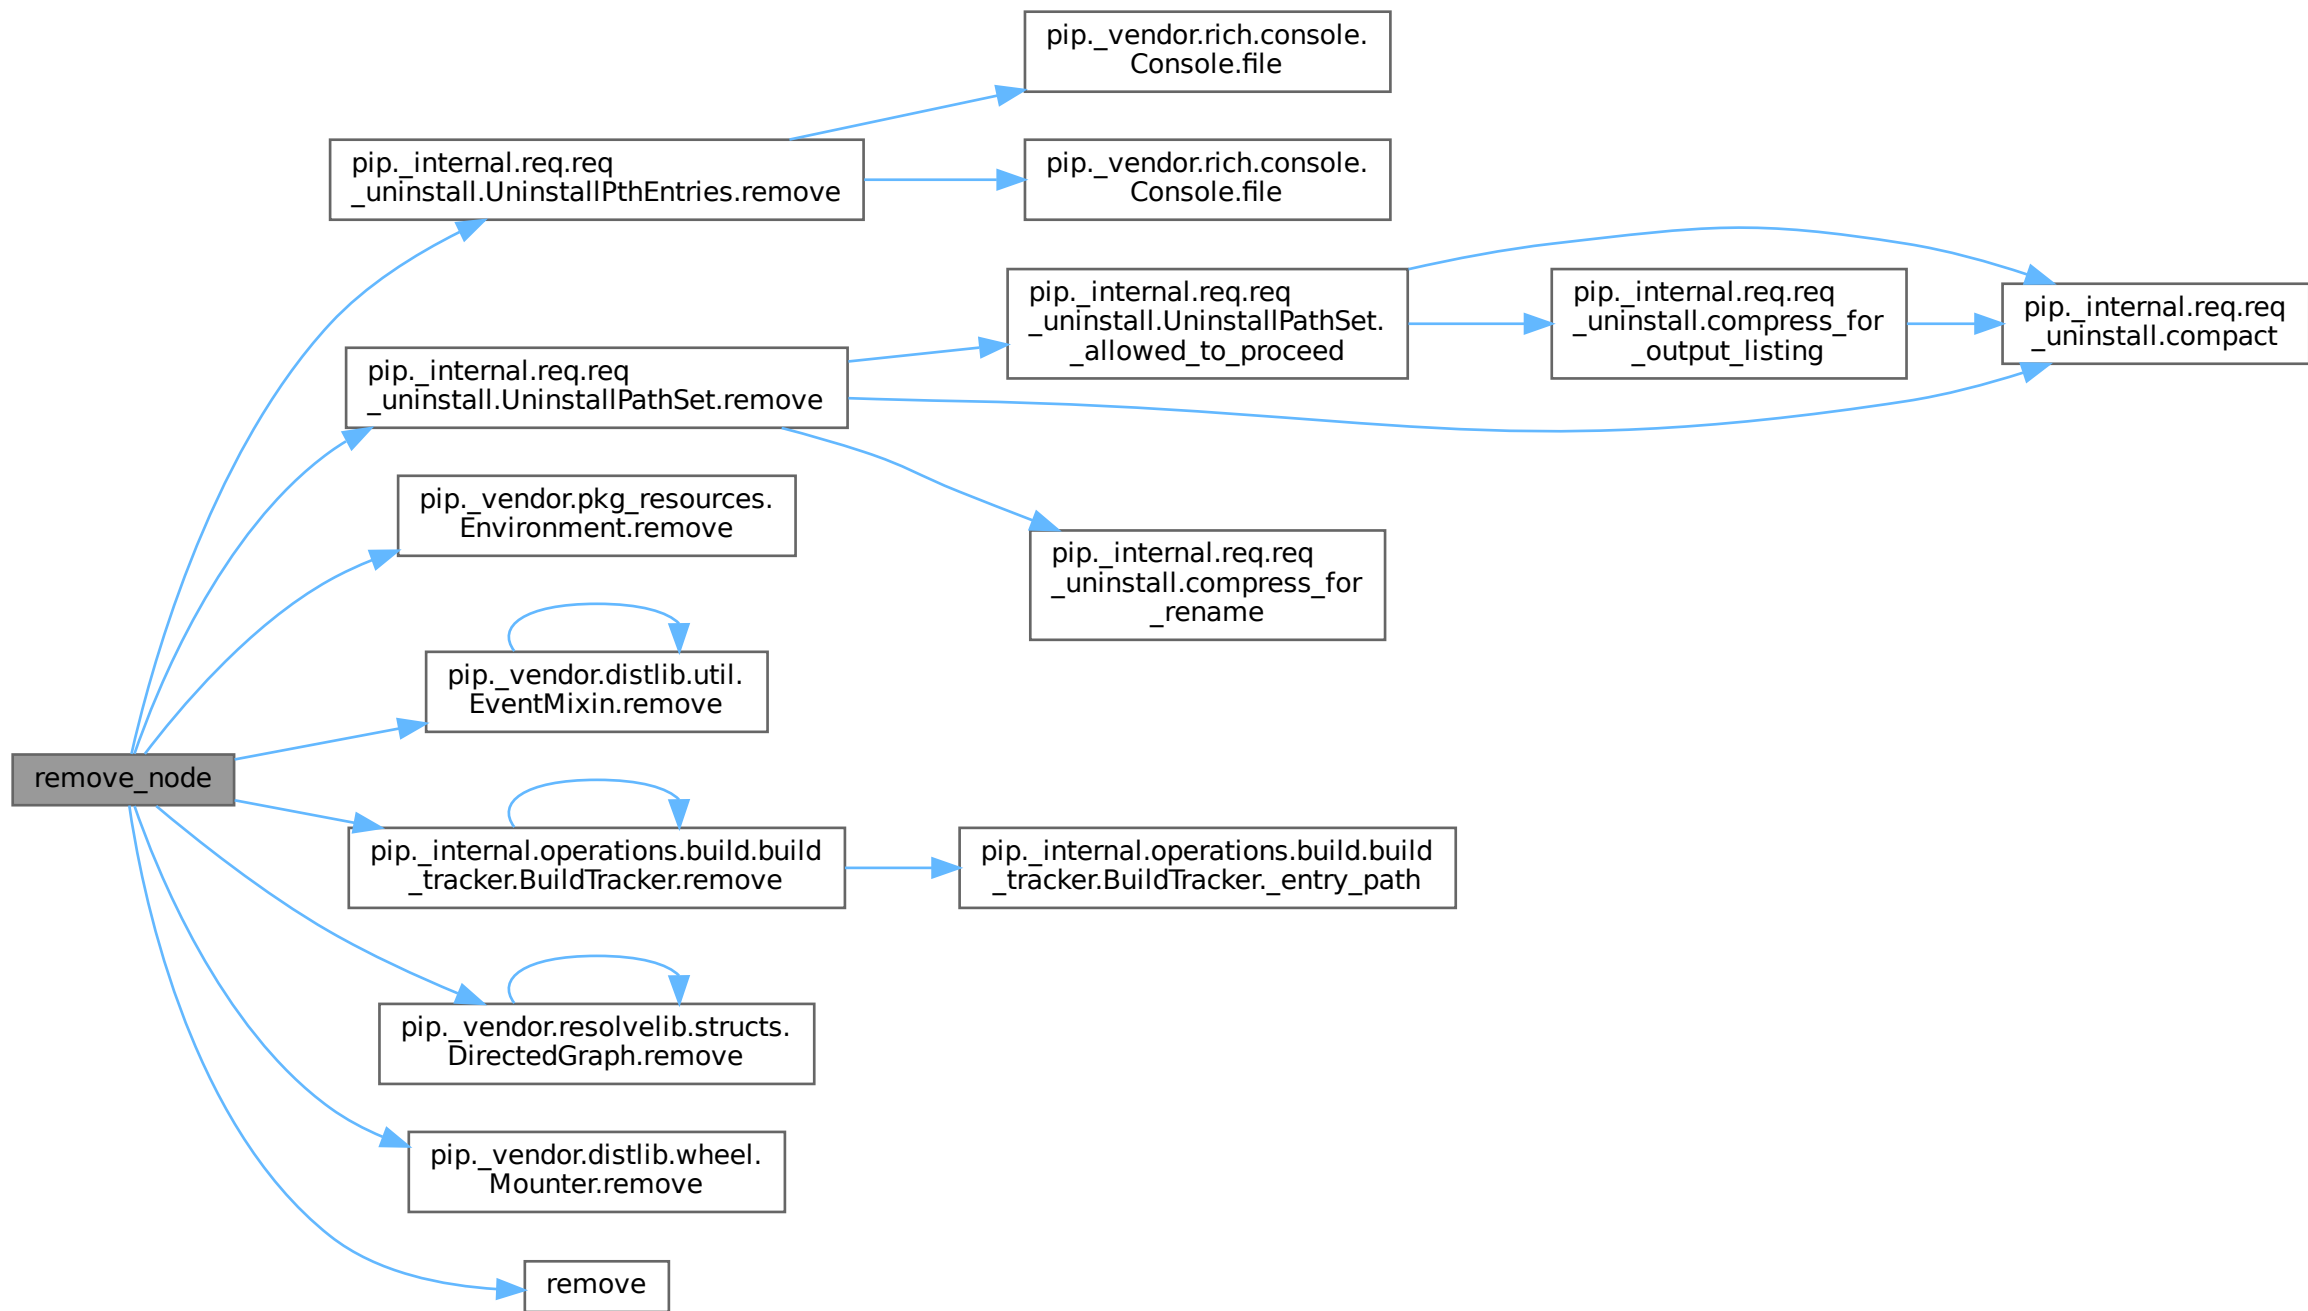 remove_node
pip._internal.req.req
_uninstall.UninstallPthEntries.remove
pip._vendor.rich.console.
Console.file
pip._vendor.rich.console.
Console.file
pip._internal.req.req
_uninstall.UninstallPathSet.remove
pip._internal.req.req
_uninstall.UninstallPathSet.
_allowed_to_proceed
pip._internal.req.req
_uninstall.compress_for
_output_listing
pip._internal.req.req
_uninstall.compact
pip._internal.req.req
_uninstall.compress_for
_rename
pip._vendor.pkg_resources.
Environment.remove
pip._vendor.distlib.util.
EventMixin.remove
pip._internal.operations.build.build
_tracker.BuildTracker.remove
pip._internal.operations.build.build
_tracker.BuildTracker._entry_path
pip._vendor.resolvelib.structs.
DirectedGraph.remove
pip._vendor.distlib.wheel.
Mounter.remove
remove